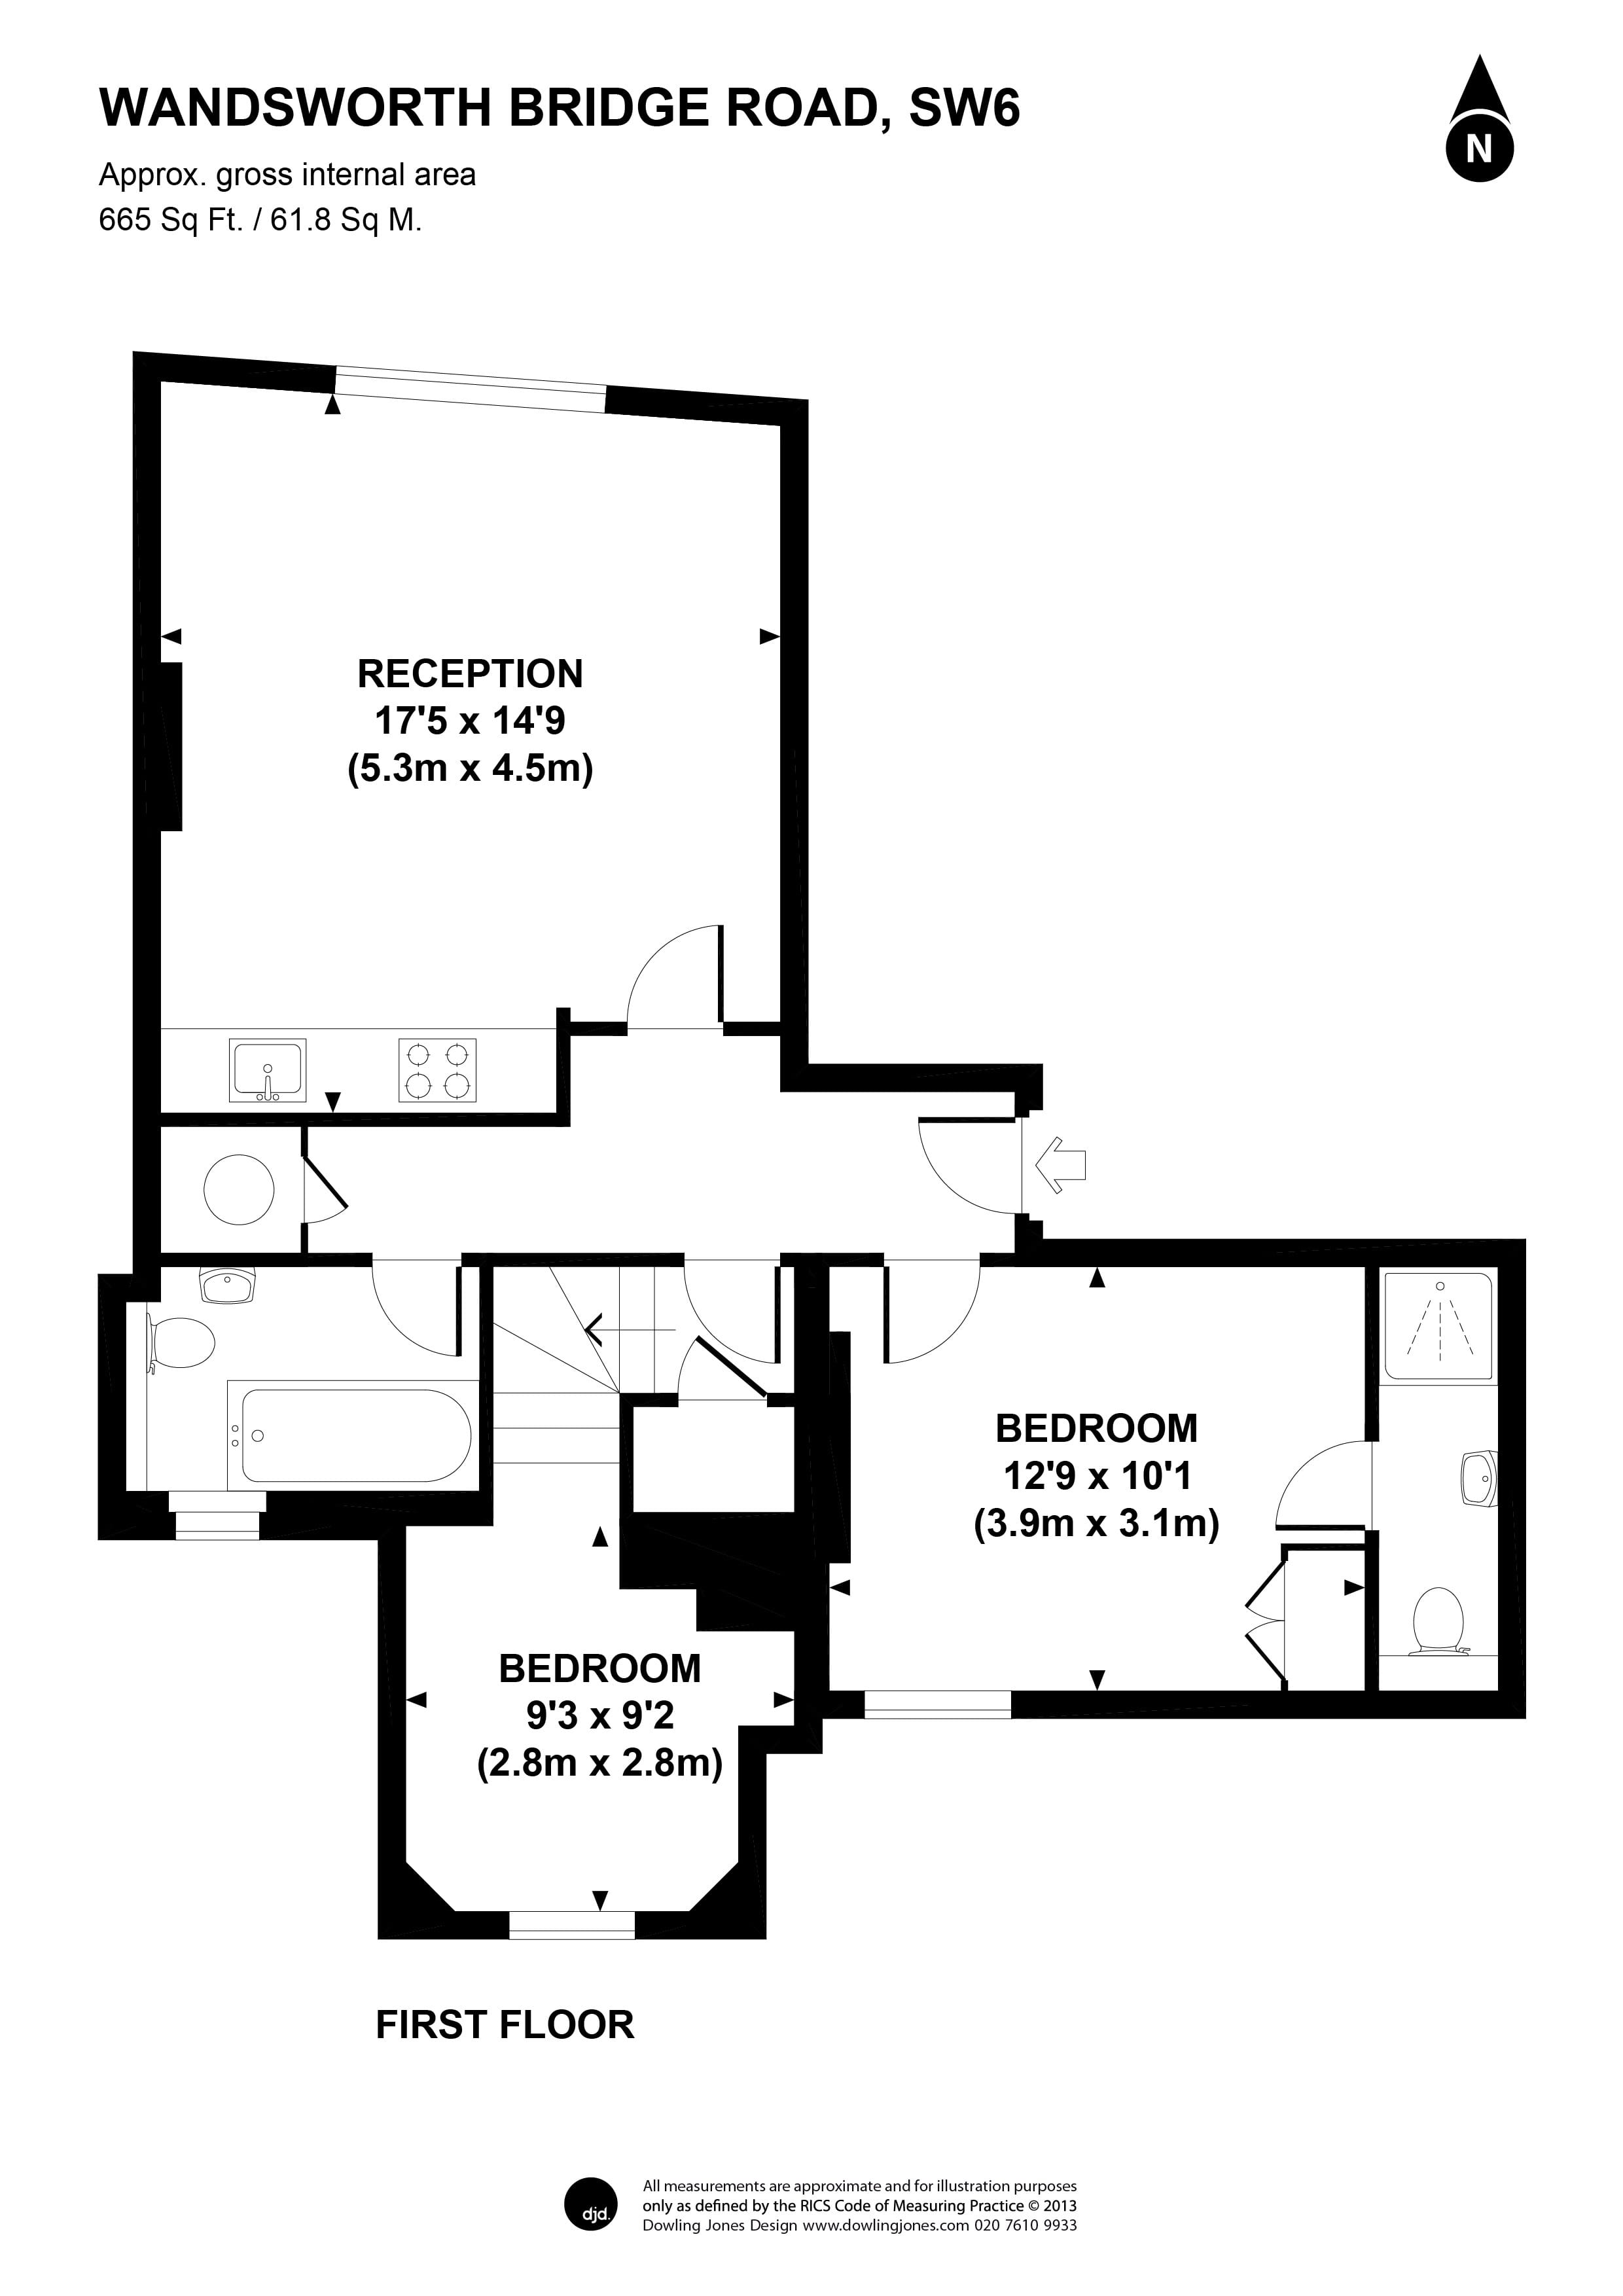 WANDSWORTH BRIDGE ROAD, SW6
Approx. gross internal area
665 Sq Ft. / 61.8 Sq M.
N
RECEPTION
17'5 x 14'9
(5.3m x 4.5m)
BEDROOM
12'9 x 10'1
(3.9m x 3.1m)
BEDROOM
9'3 x 9'2
(2.8m x 2.8m)
FIRST FLOOR
djd.
All measurements are approximate and for illustration purposes
only as defined by the RICS Code of Measuring Practice © 2013
Dowling Jones Design www.dowlingjones.com 020 7610 9933